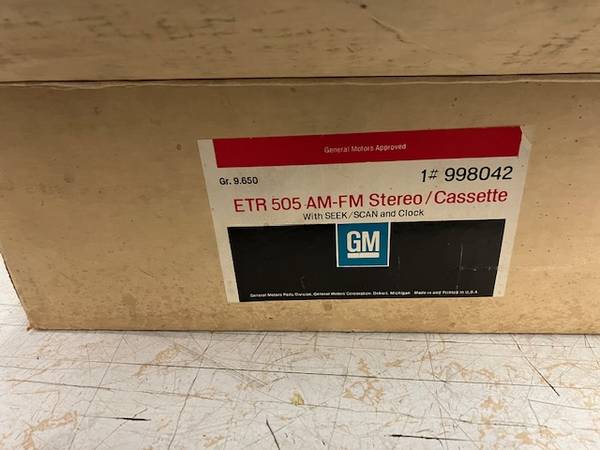 General Motors Approved
Gr. 9.650
1# 998042
ETR 505 AM-FM Stereo/Cassette
With SEEK/SCAN and Clock
GM
General Motors Parts Division, General Motors Corporation, Detroit, Michigan Made in and Printed in U.S.A.